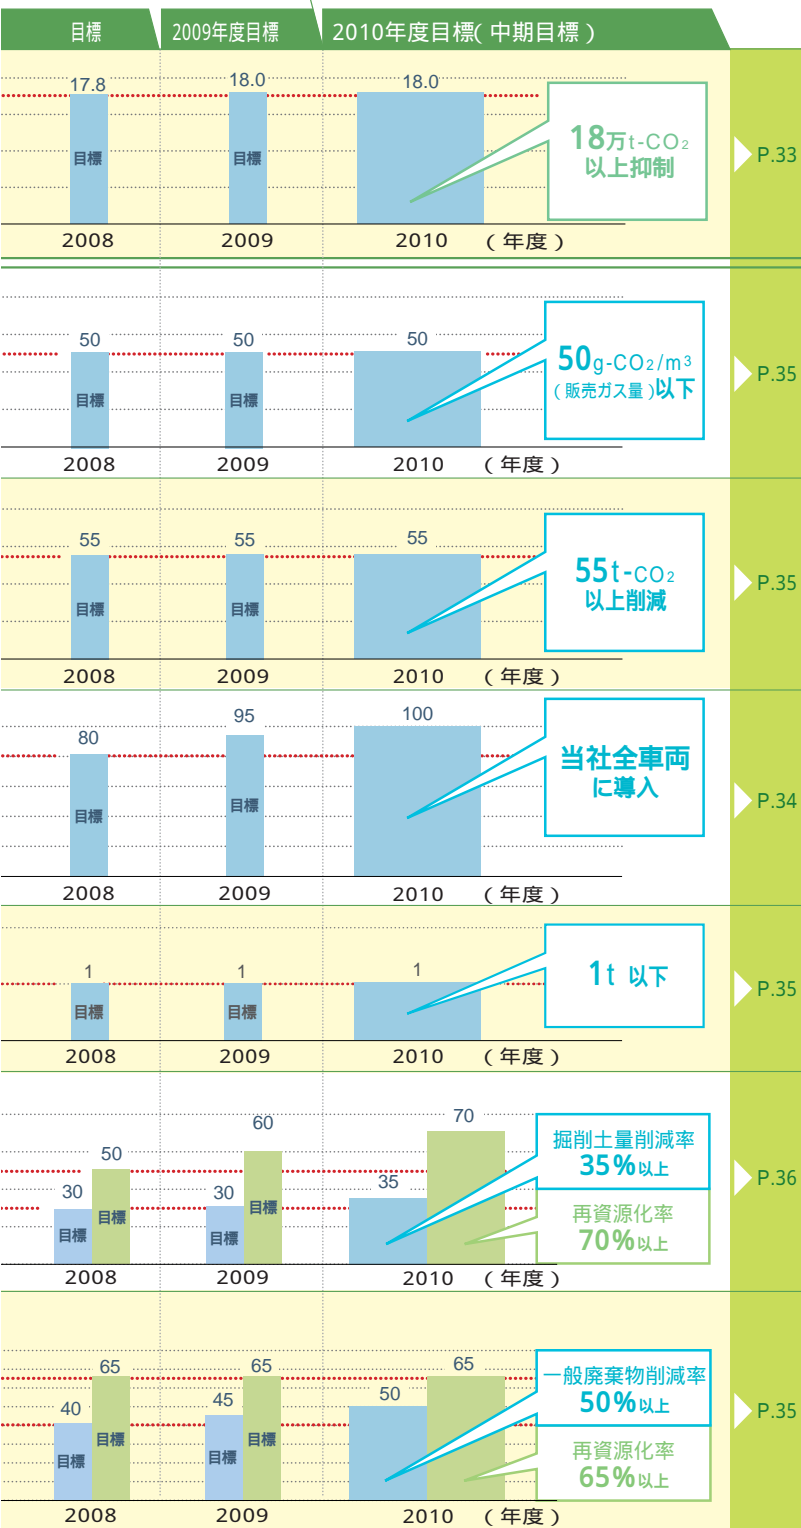 目標 2009年度目標 2010年度目標(中期目標)
17.8 18.0 18.0
目標 目標
18万t-CO2
以上抑制
P.33
2008 2009 2010 (年度)
50 50 50
目標 目標
50g-CO2/m3
(販売ガス量)以下
P.35
2008 2009 2010 (年度)
55 55 55
目標 目標
55t-CO2
以上削減
P.35
2008 2009 2010 (年度)
80 95 100
目標 目標
当社全車両
に導入
P.34
2008 2009 2010 (年度)
1 1 1
目標 目標
1t 以下
P.35
2008 2009 2010 (年度)
30 50 30 60 35 70
目標 目標 目標 目標
掘削土量削減率
35%以上
再資源化率
70%以上
P.36
2008 2009 2010 (年度)
40 65 45 65 50 65
目標 目標 目標 目標
一般廃棄物削減率
50%以上
再資源化率
65%以上
P.35
2008 2009 2010 (年度)